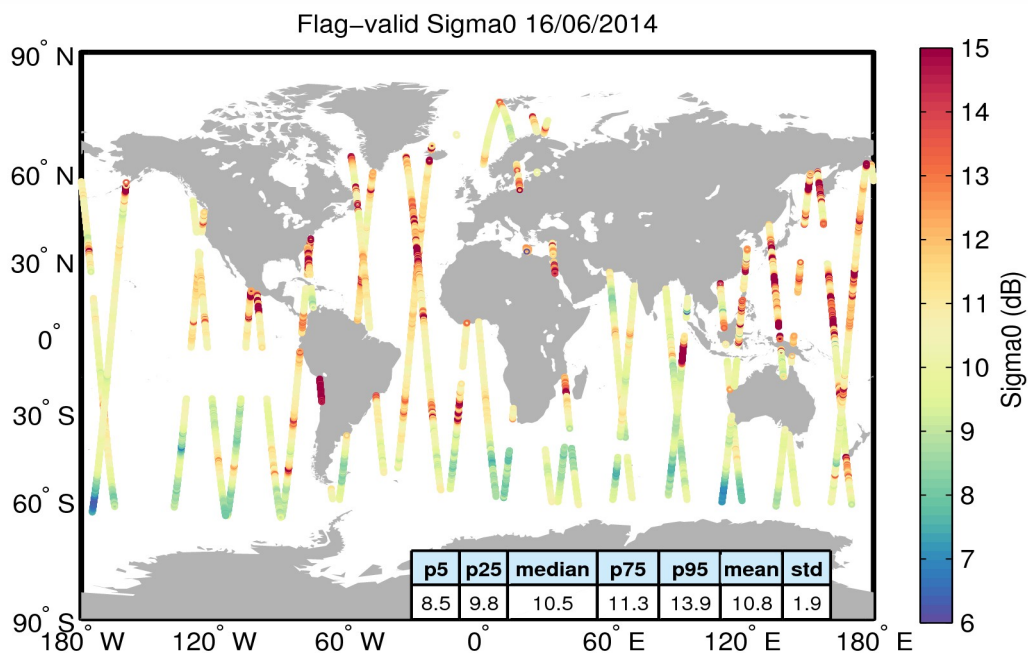 Flag−valid Sigma0 16/06/2014
90° N
60° N
30° N
0°
30° S
60° S
90° S
180° W
120° W
60° W
0°
60° E
120° E
180° E
15
14
13
12
11
10
9
8
7
6
Sigma0 (dB)
p5 p25 median p75 p95 mean std
8.5 9.8 10.5 11.3 13.9 10.8 1.9